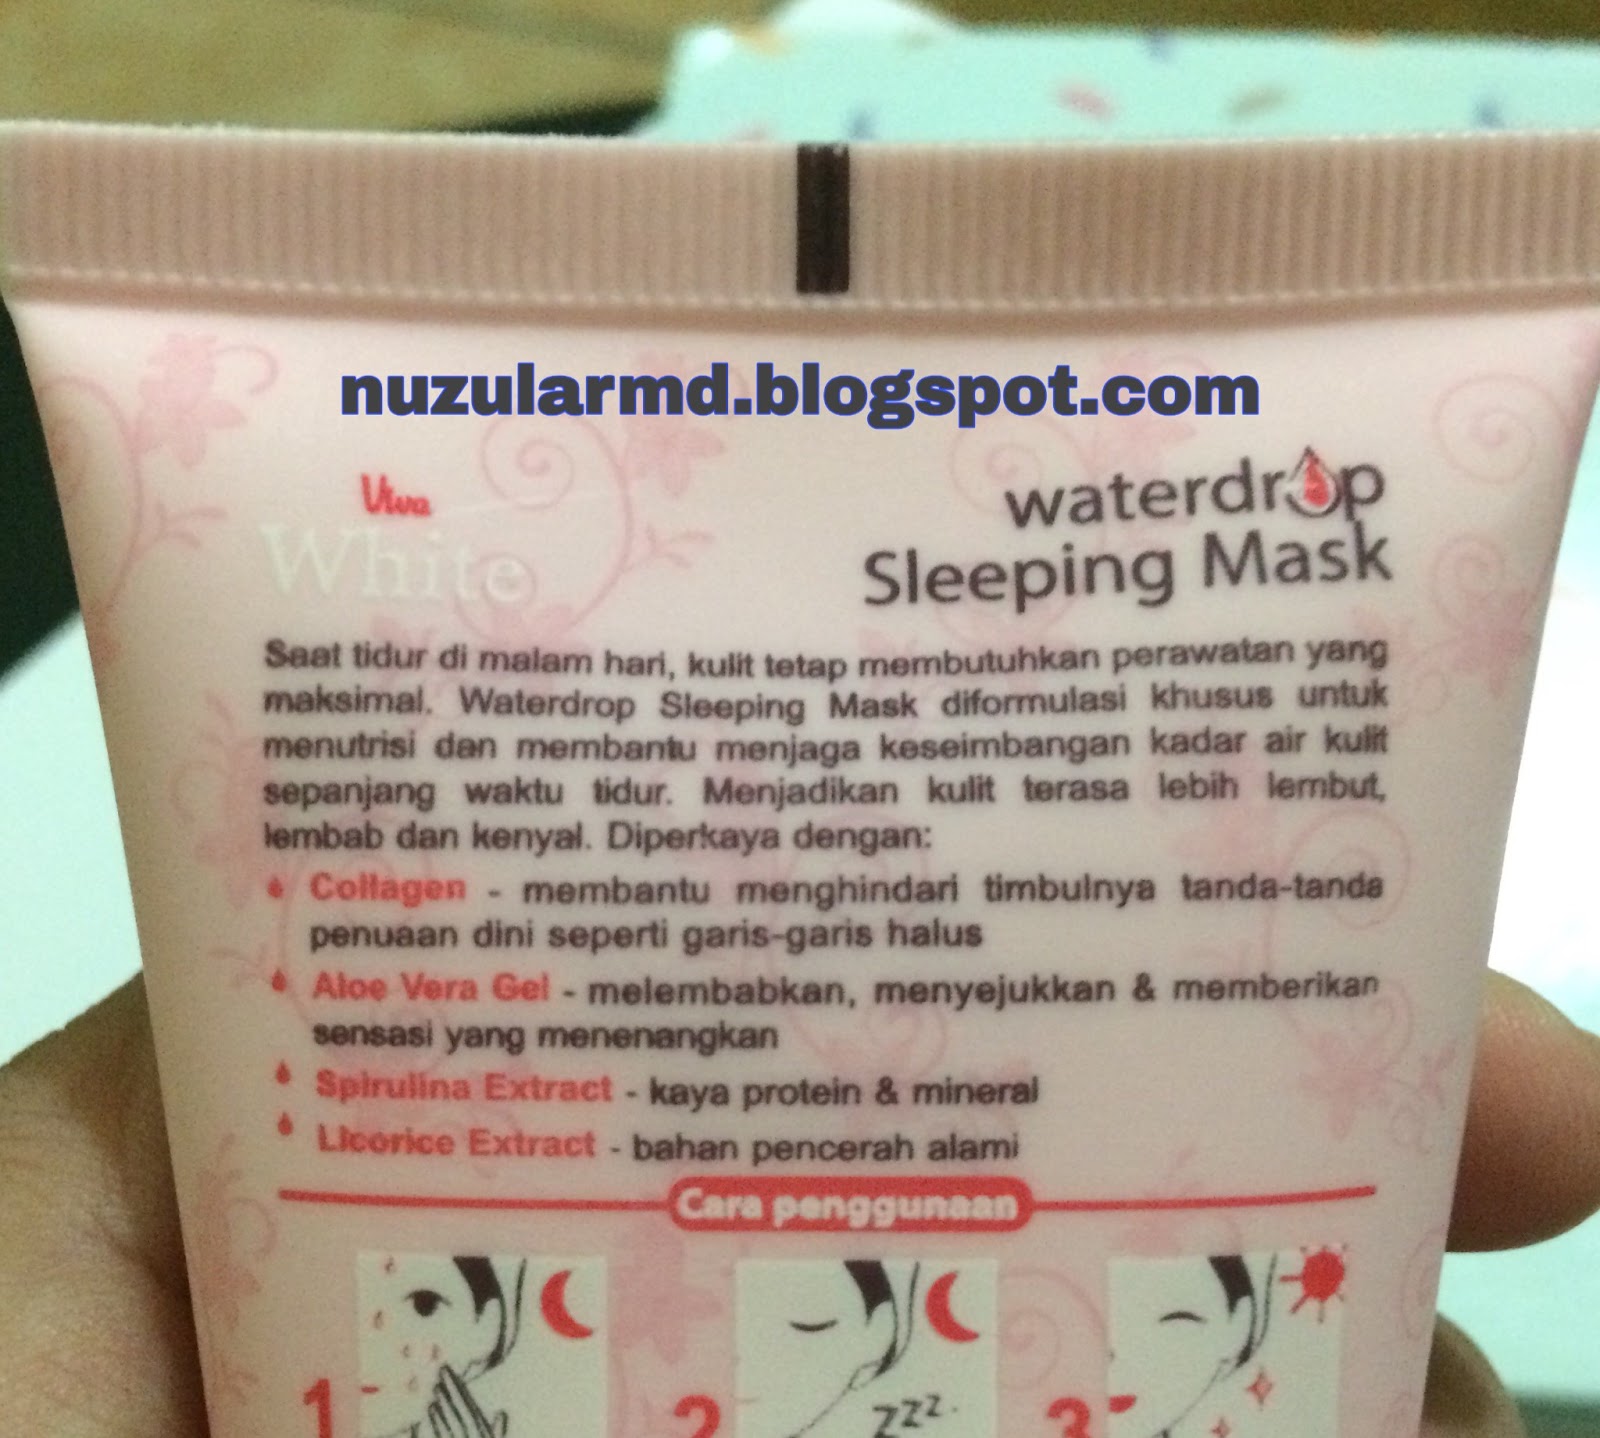 nuzularmd.blogspot.com
Viva
White
waterdrop
Sleeping Mask
Saat tidur di malam hari, kulit tetap membutuhkan perawatan yang
maksimal. Waterdrop Sleeping Mask diformulasi khusus untuk
menutrisi dan membantu menjaga keseimbangan kadar air kulit
sepanjang waktu tidur. Menjadikan kulit terasa lebih lembut,
lembab dan kenyal. Diperkaya dengan:
Collagen - membantu menghindari timbulnya tanda-tanda
penuaan dini seperti garis-garis halus
Aloe Vera Gel - melembabkan, menyejukkan & memberikan
sensasi yang menenangkan
Spirulina Extract - kaya protein & mineral
Licorice Extract - bahan pencerah alami
Cara penggunaan
1 2 zzz. 3